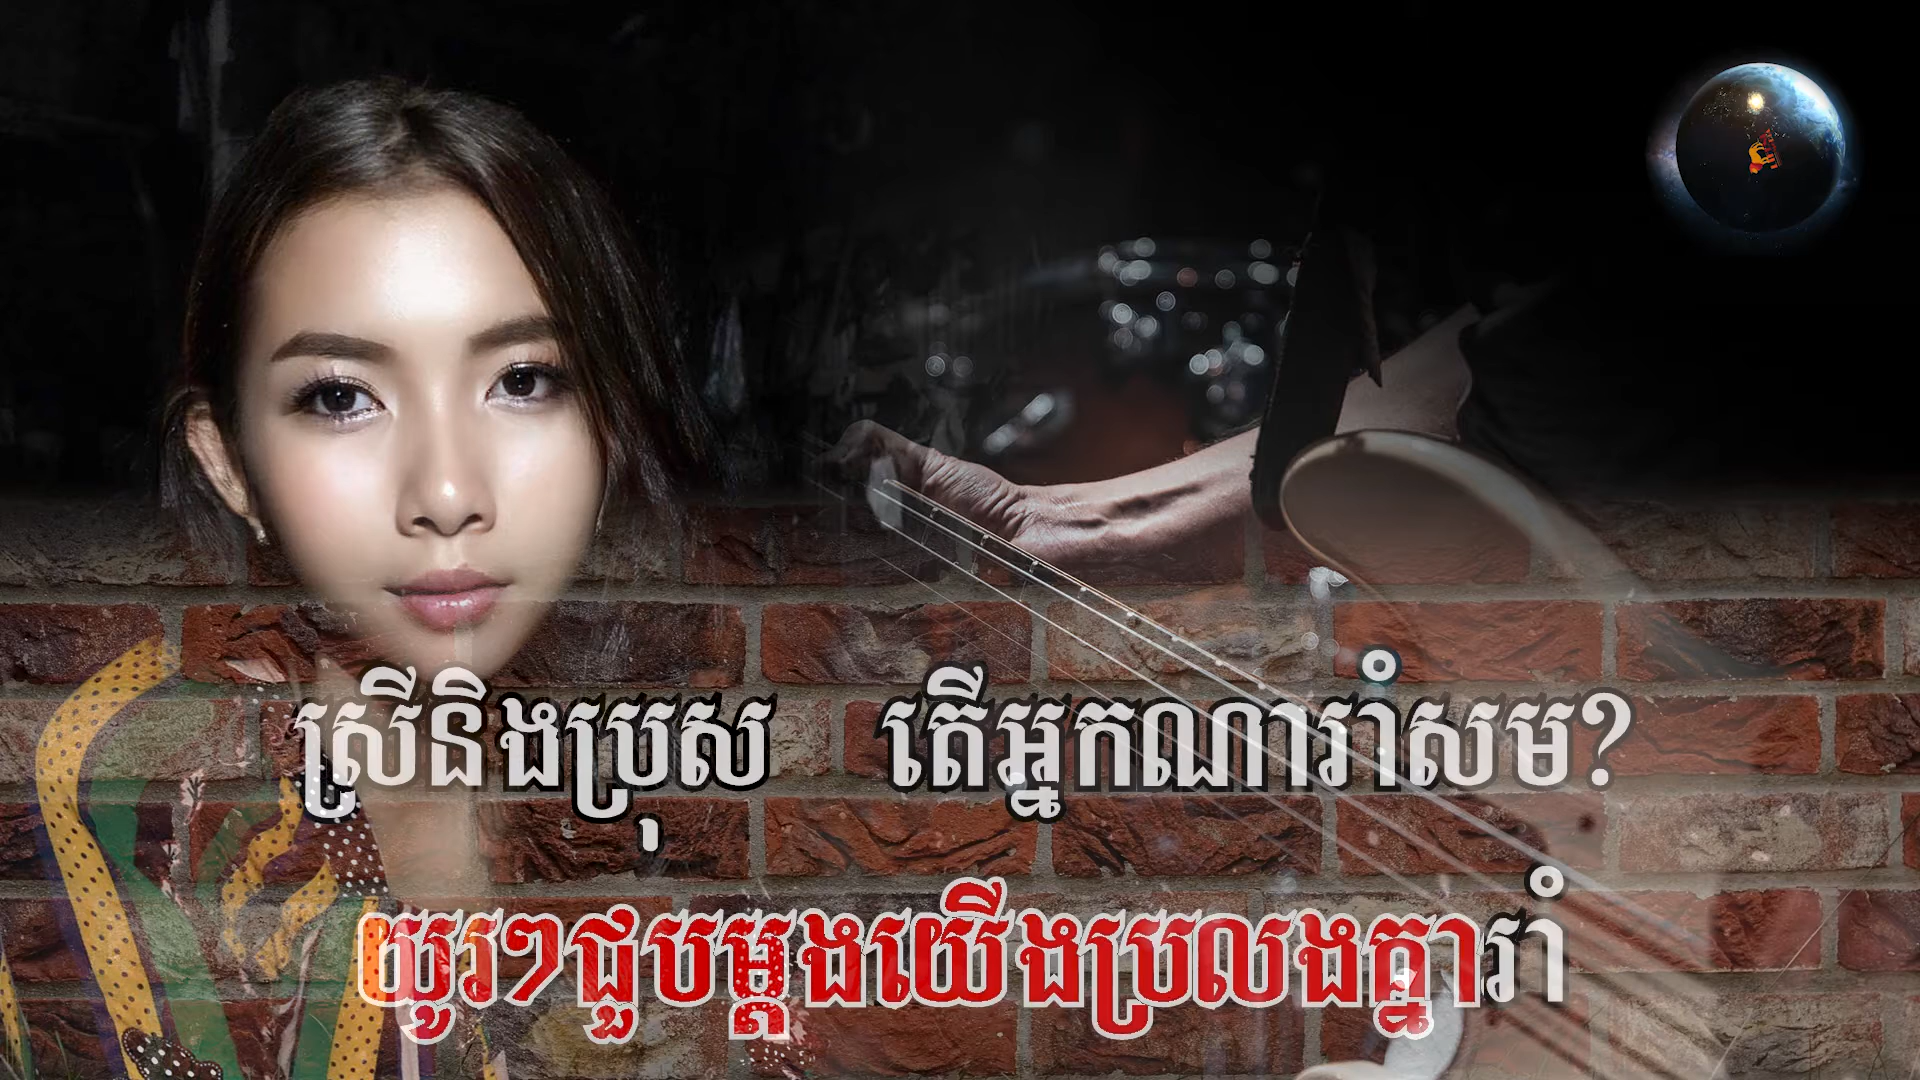 ស្រីនិងប្រុស តើអ្នកណារាំសម?
យូរៗជួបម្ដងយើងប្រលងគ្នារាំ